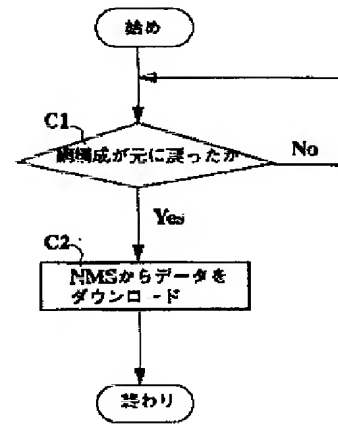 始め
C1
網構成が元に戻ったか
No
Yes
C2
NMSからデータを
ダウンロード
終わり